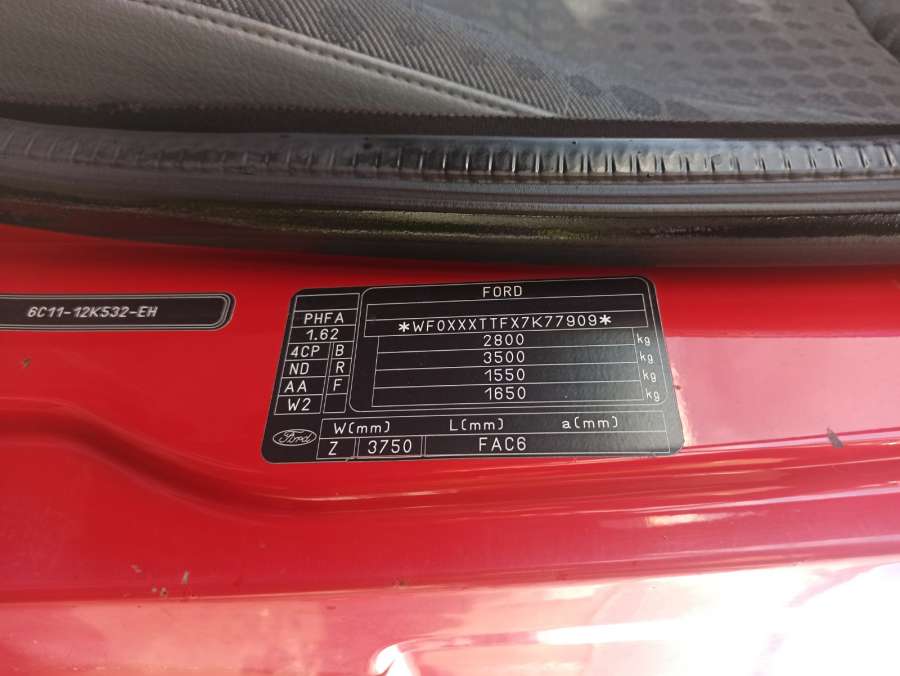 6C11-12K532-EH
FORD
PHFA
1.62
4CP B
ND R
AA F
W2
*WF0XXXTTFX7K77909*
2800 kg
3500
1550 kg
1650 kg
W(mm) L(mm) a(mm)
Ford
Z 3750 FAC6